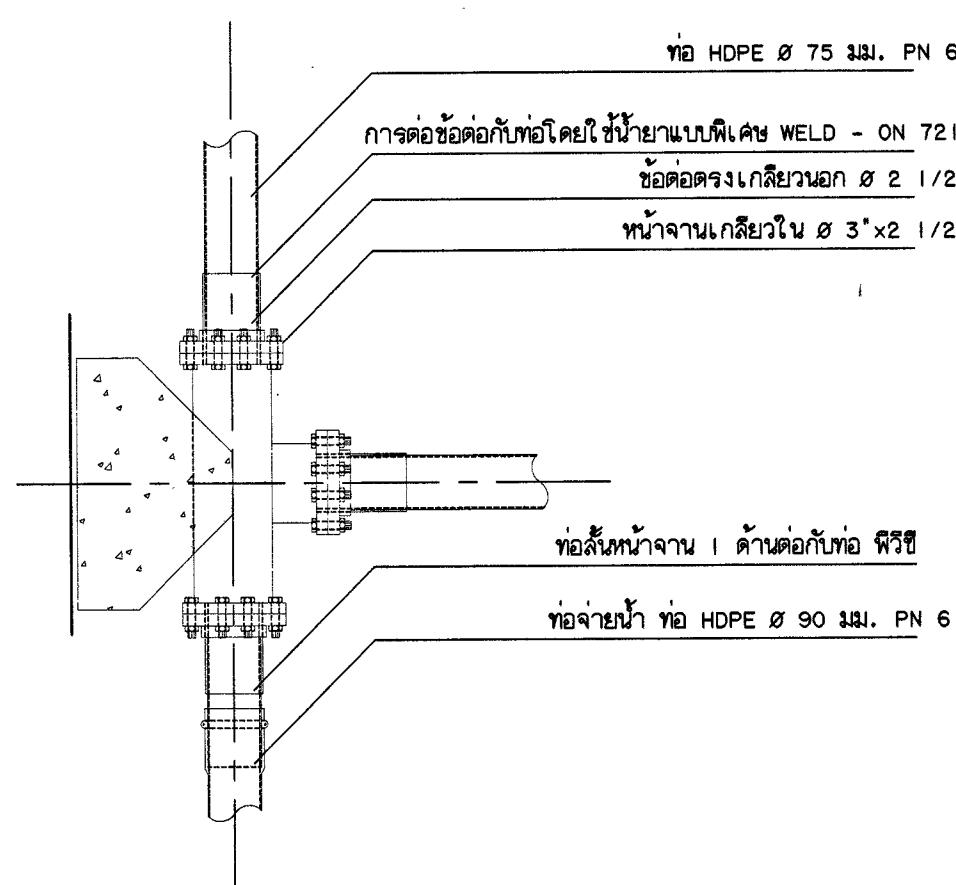 ท่อ HDPE Ø 75 มม. PN 6
การต่อข้อต่อกับท่อโดยใช้น้ำยาแบบพิเศษ WELD - ON 721
ข้อต่อตรงเกลียวนอก Ø 2 1/2
หน้าจานเกลียวใน Ø 3"x2 1/2
ท่อสั้นหน้าจาน 1 ด้านต่อกับท่อ พีวีซี
ท่อจ่ายน้ำ ท่อ HDPE Ø 90 มม. PN 6